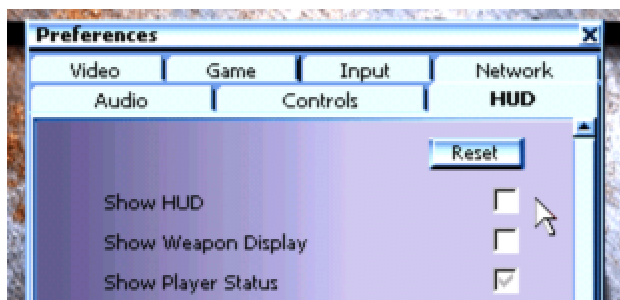 Preferences
Video Game Input Network
Audio Controls HUD
Reset
Show HUD
Show Weapon Display
Show Player Status